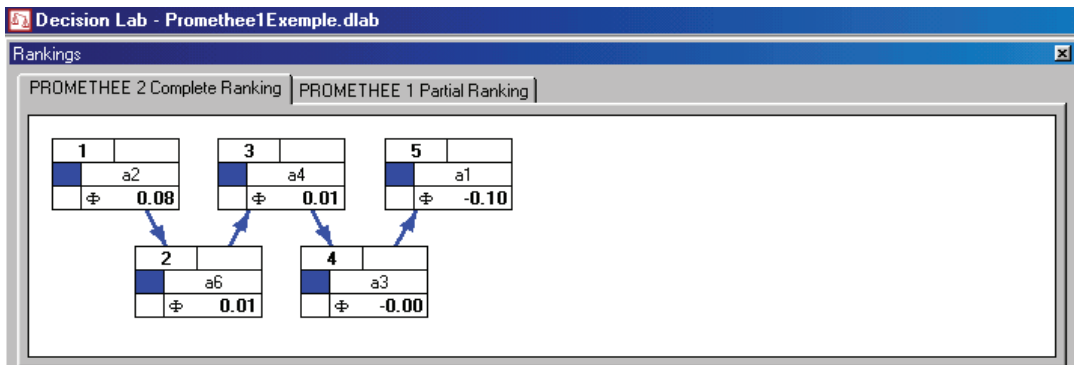 Decision Lab - Promethee1Exemple.dlab
Rankings
PROMETHEE 2 Complete Ranking PROMETHEE 1 Partial Ranking
1 3 5
a2 a4 a1
Φ 0.08 Φ 0.01 Φ -0.10
2 4
a6 a3
Φ 0.01 Φ -0.00